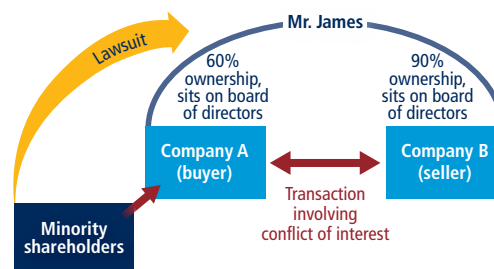 Mr. James
Lawsuit
60%
ownership,
sits on board
of directors
90%
ownership,
sits on board
of directors
Company A
(buyer)
Company B
(seller)
Transaction
involving
conflict of interest
Minority
shareholders